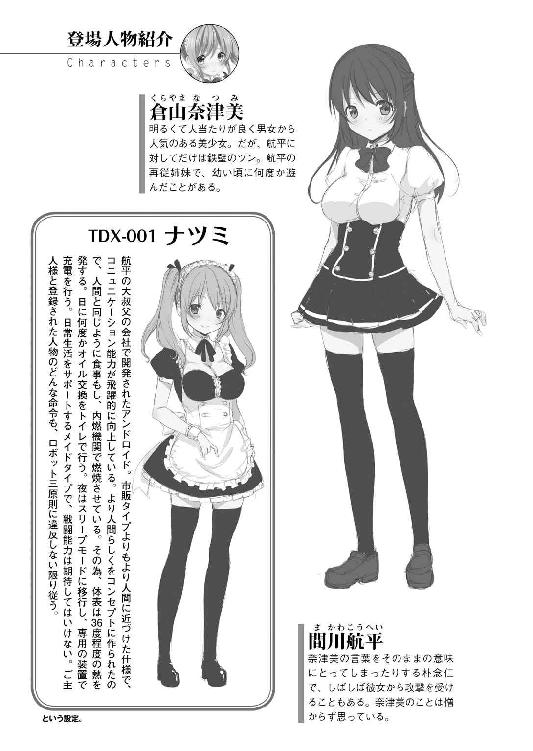 登場人物紹介
Characters
くらやまなつみ
倉山奈津美
明るくて人当たりが良く男女から
人気のある美少女。だが、航平に
対してだけは鉄壁のツン。航平の
再従姉妹で、幼い頃に何度か遊
んだことがある。
TDX-001 ナツミ
航平の大叔父の会社で開発されたアンドロイド。市販タイプよりもより人間に近づけた仕様で、
コミュニケーション能力が飛躍的に向上している。より人間らしくをコンセプトに作られたの
で、人間と同じように食事もし、内燃機関で燃焼させている。その為、体表は36度程度の熱を
発する。日に何度かオイル交換をトイレで行う。夜はスリープモードに移行し、専用の装置で
充電を行う。日常生活をサポートするメイドタイプで、戦闘能力は期待してはいけない。ご主
人様と登録された人物のどんな命令も、ロボット三原則に違反しない限り従う。
という設定。
まかわこうへい
間川航平
奈津美の言葉をそのままの意味
にとってしまったりする朴念仁
で、しばしば彼女から攻撃を受け
ることもある。奈津美のことは憎
からず思っている。